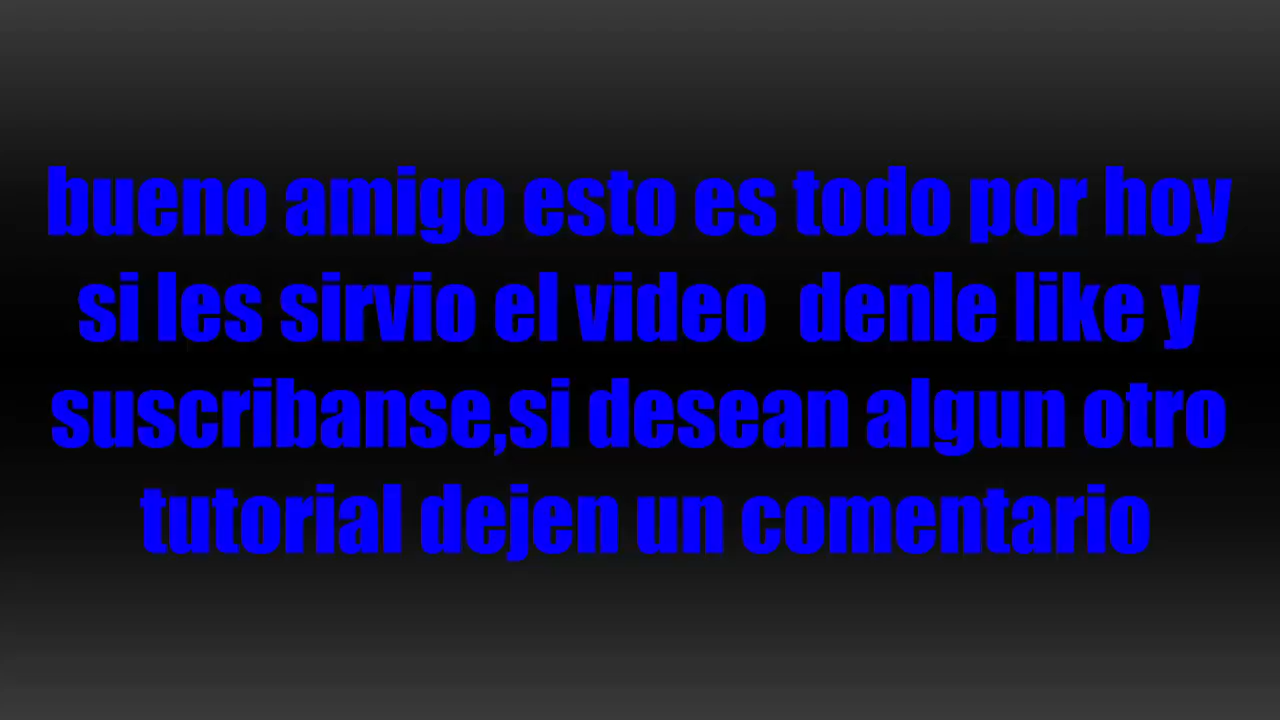 bueno amigo esto es todo por hoy
si les sirvio el video  denle like y
suscribanse,si desean algun otro
tutorial dejen un comentario